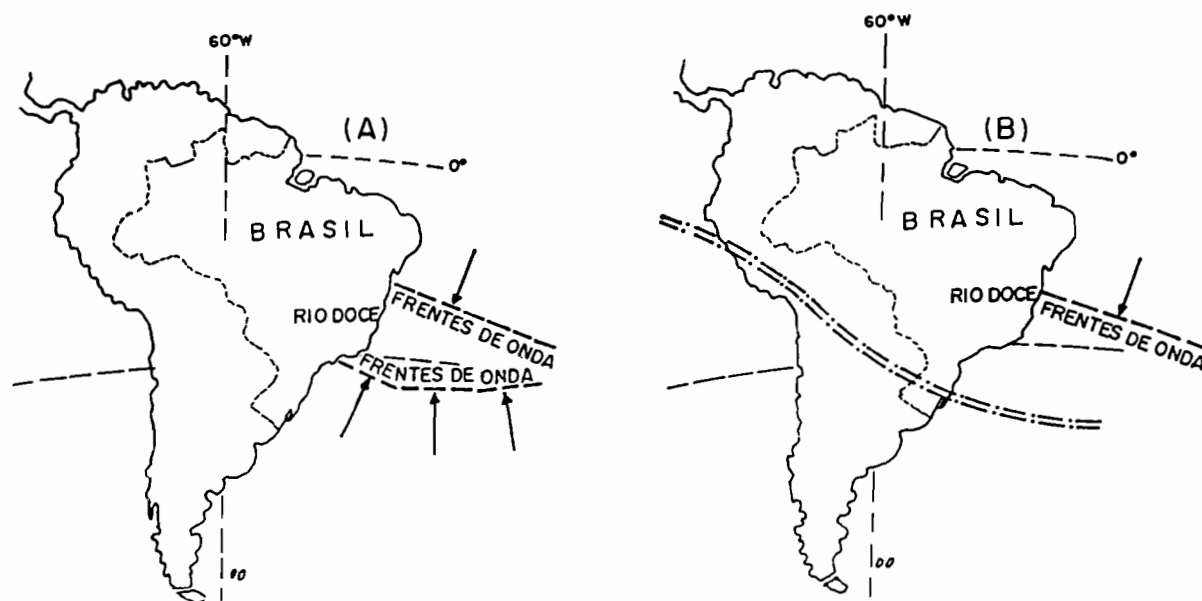 60°W
(A)
0°
BRASIL
RIO DOCE
FRENTES DE ONDA
FRENTES DE ONDA
60°W
(B)
0°
BRASIL
RIO DOCE
FRENTES DE ONDA